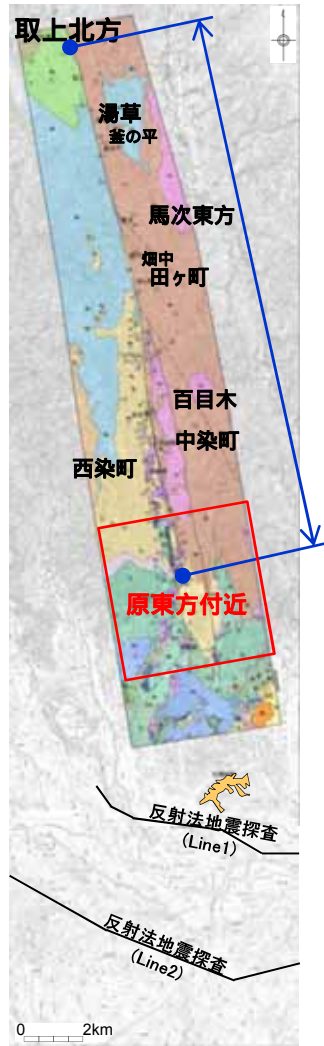 取上北方
湯草
釜の平
馬次東方
畑中
田ヶ町
百目木
中染町
西染町
原東方付近
反射法地震探査
(Line1)
反射法地震探査
(Line2)
0 2km